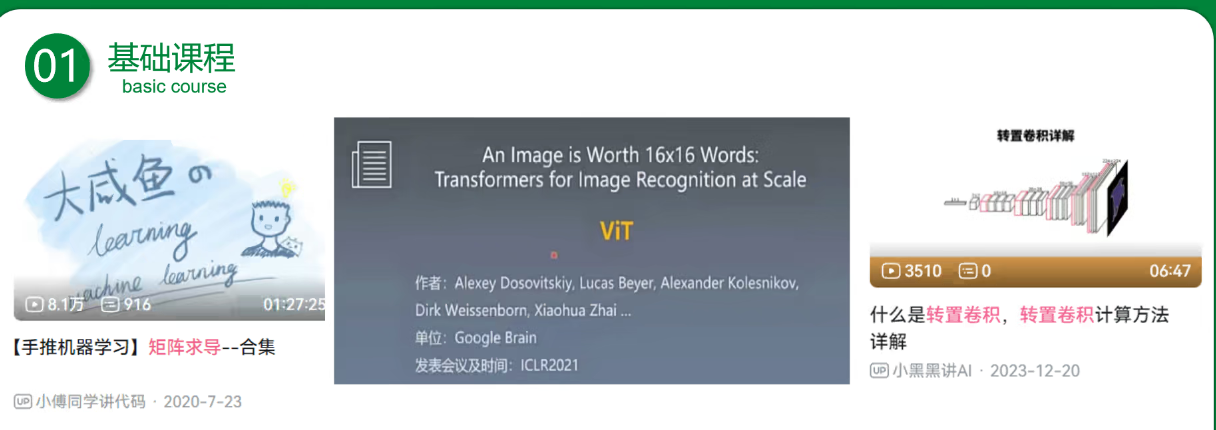 01
基础课程
basic course
大咸鱼の
learning
machine learning
8.1万 916 01:27:25
【手推机器学习】矩阵求导--合集
UP 小傅同学讲代码 · 2020-7-23
An Image is Worth 16x16 Words:
Transformers for Image Recognition at Scale
ViT
作者：Alexey Dosovitskiy, Lucas Beyer, Alexander Kolesnikov,
Dirk Weissenborn, Xiaohua Zhai ...
单位：Google Brain
发表会议及时间：ICLR2021
转置卷积详解
3510 0 06:47
什么是转置卷积，转置卷积计算方法
详解
UP 小黑黑讲AI · 2023-12-20